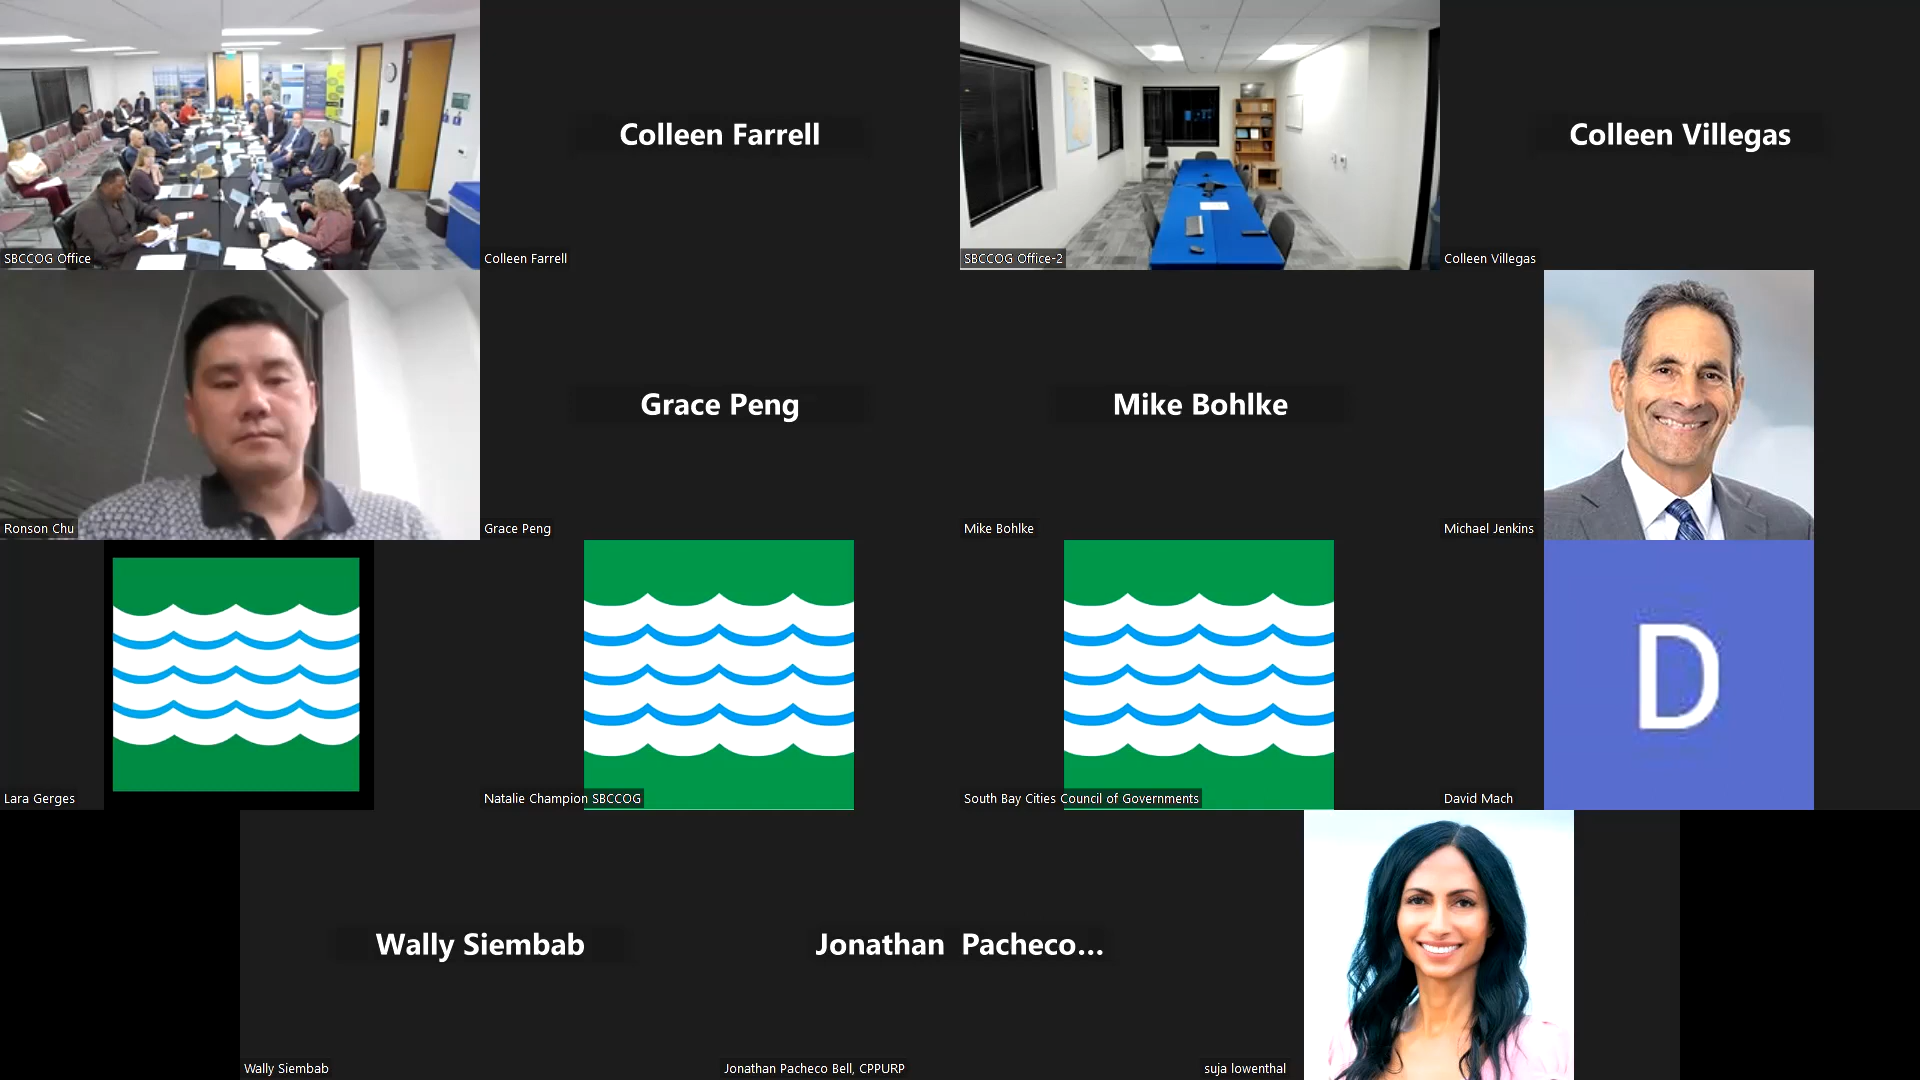 Colleen Farrell
Colleen Villegas
SBCCOG Office
Colleen Farrell
SBCCOG Office-2
Colleen Villegas
Grace Peng
Mike Bohlke
Ronson Chu
Grace Peng
Mike Bohlke
Michael Jenkins
D
Lara Gerges
Natalie Champion SBCCOG
South Bay Cities Council of Governments
David Mach
Wally Siembab
Jonathan Pacheco...
Wally Siembab
Jonathan Pacheco Bell, CPPURP
suja lowenthal